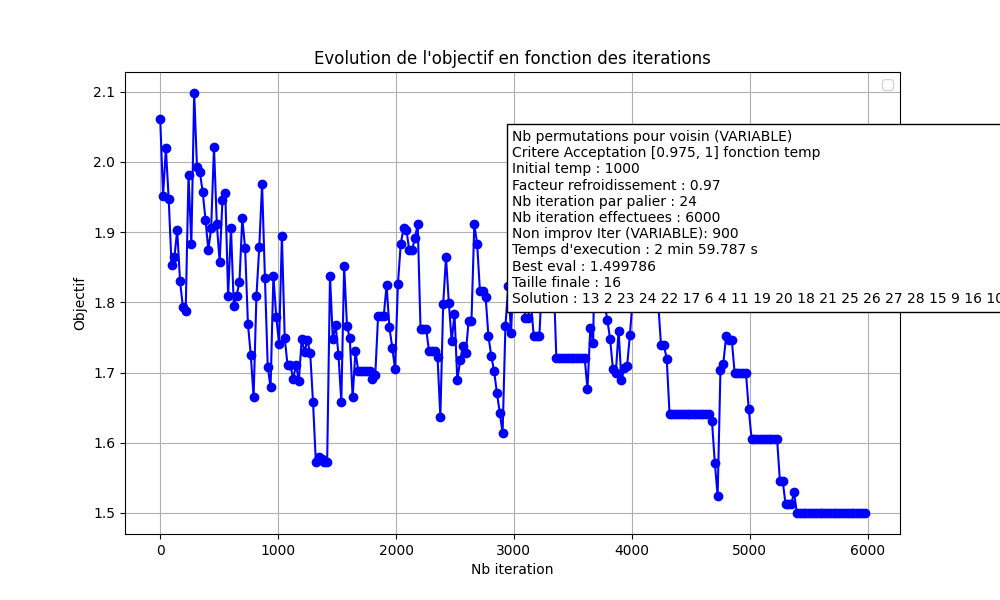 Evolution de l'objectif en fonction des iterations
2.1
2.0
1.9
1.8
1.7
1.6
1.5
Objectif
Nb permutations pour voisin (VARIABLE)
Critere Acceptation [0.975, 1] fonction temp
Initial temp : 1000
Facteur refroidissement : 0.97
Nb iteration par palier : 24
Nb iteration effectuees : 6000
Non improv Iter (VARIABLE): 900
Temps d'execution : 2 min 59.787 s
Best eval : 1.499786
Taille finale : 16
Solution : 13 2 23 24 22 17 6 4 11 19 20 18 21 25 26 27 28 15 9 16 10
0 1000 2000 3000 4000 5000 6000
Nb iteration